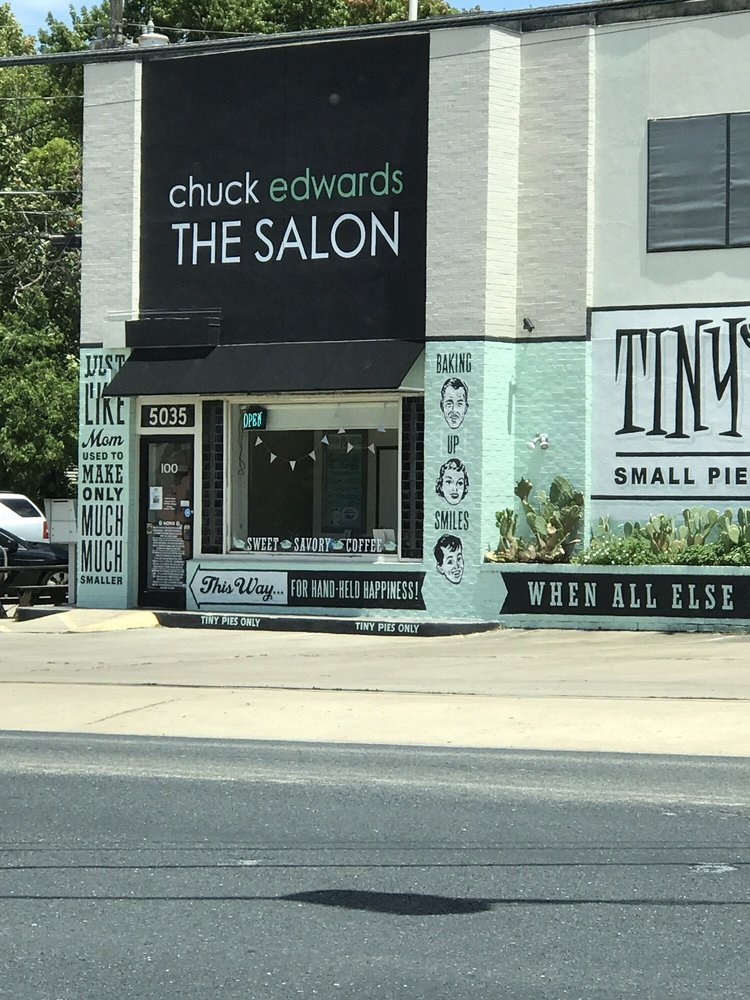 chuck edwards
THE SALON
JUST
LIKE
Mom
USED TO
MAKE
ONLY
MUCH
MUCH
SMALLER
5035
100
OPEN
SWEET SAVORY COFFEE
This Way... FOR HAND-HELD HAPPINESS!
TINY PIES ONLY
TINY PIES ONLY
BAKING
UP
SMILES
TINY
SMALL PIE
WHEN ALL ELSE